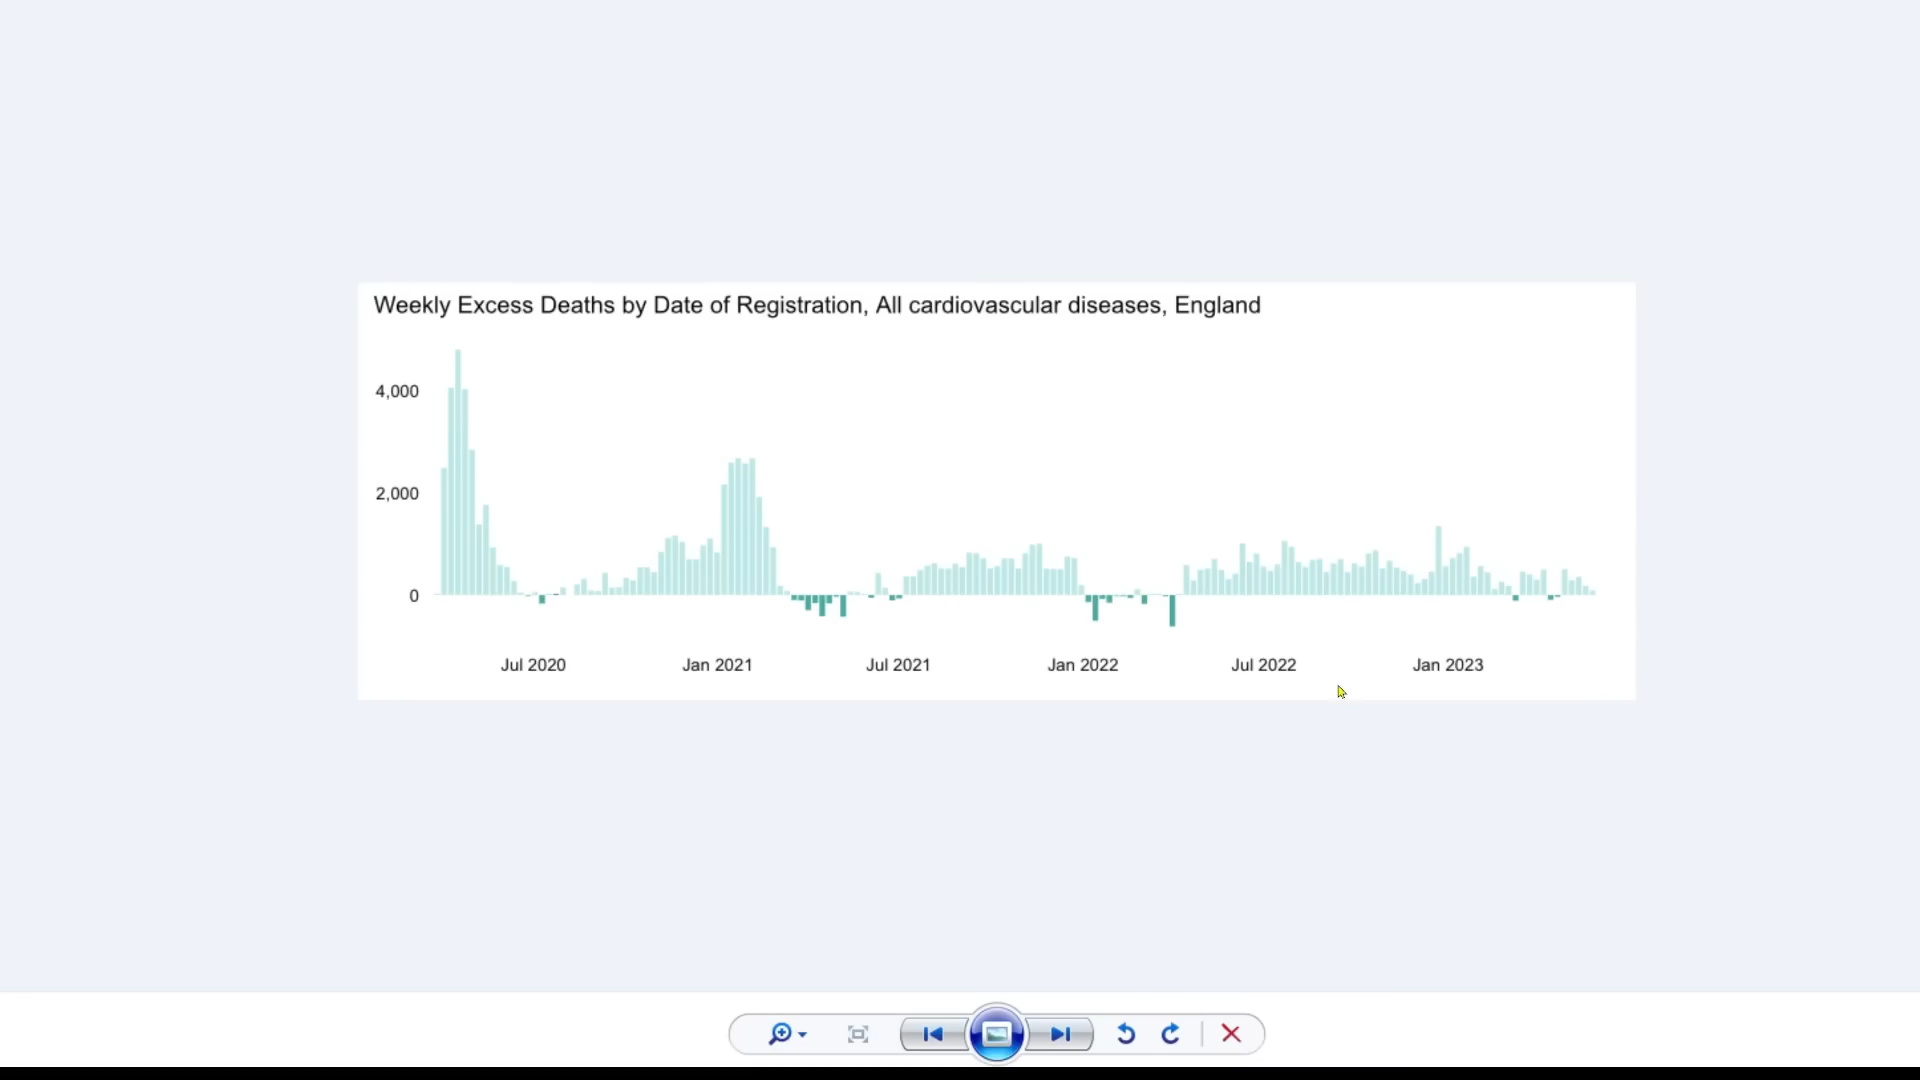 Weekly Excess Deaths by Date of Registration, All cardiovascular diseases, England
4,000
2,000
0
Jul 2020 Jan 2021 Jul 2021 Jan 2022 Jul 2022 Jan 2023